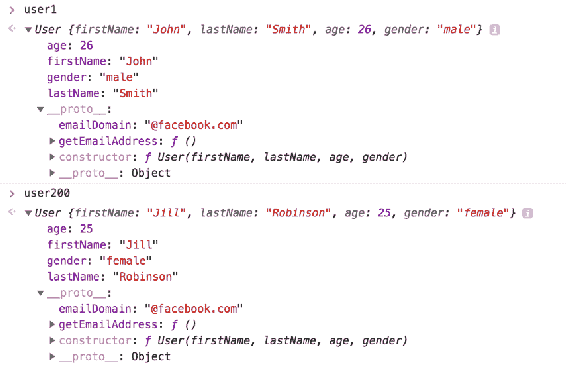 user1
User {firstName: "John", lastName: "Smith", age: 26, gender: "male"} i
age: 26
firstName: "John"
gender: "male"
lastName: "Smith"
__proto__:
emailDomain: "@facebook.com"
getEmailAddress: ƒ ()
constructor: ƒ User(firstName, lastName, age, gender)
__proto__: Object
user200
User {firstName: "Jill", lastName: "Robinson", age: 25, gender: "female"} i
age: 25
firstName: "Jill"
gender: "female"
lastName: "Robinson"
__proto__:
emailDomain: "@facebook.com"
getEmailAddress: ƒ ()
constructor: ƒ User(firstName, lastName, age, gender)
__proto__: Object